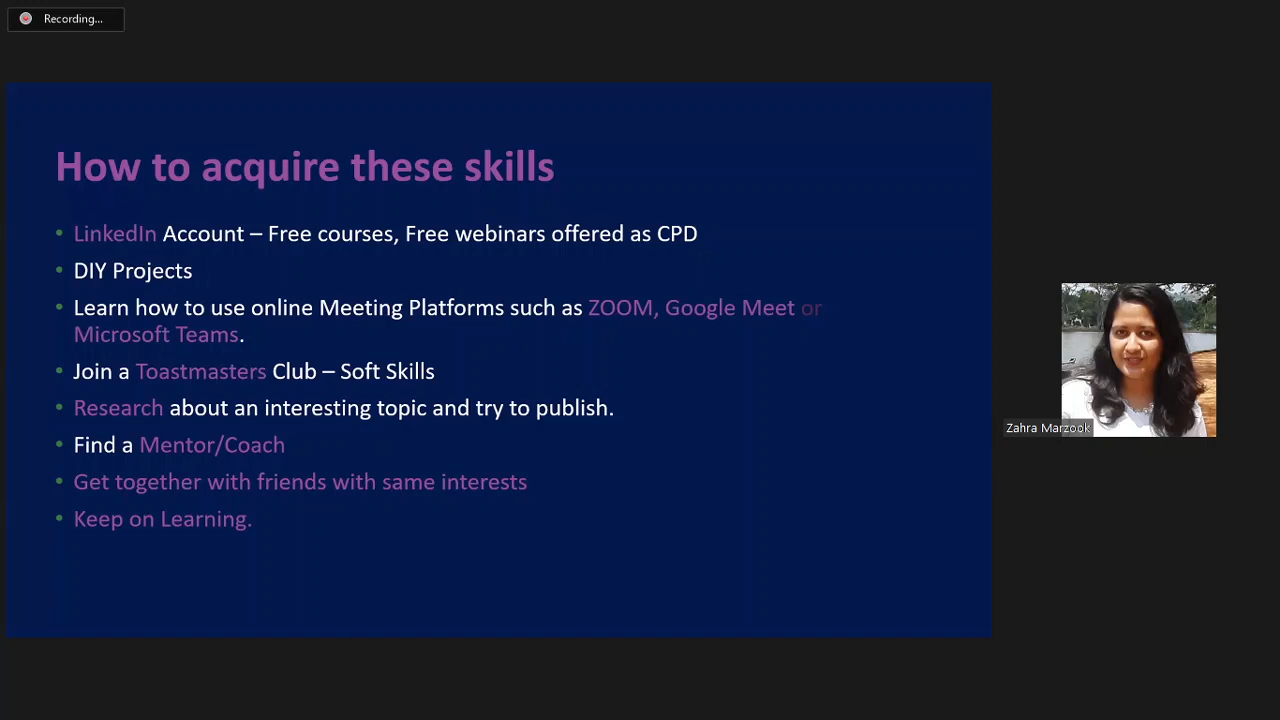 Recording...
How to acquire these skills
• LinkedIn Account – Free courses, Free webinars offered as CPD
• DIY Projects
• Learn how to use online Meeting Platforms such as ZOOM, Google Meet or
Microsoft Teams.
• Join a Toastmasters Club – Soft Skills
• Research about an interesting topic and try to publish.
• Find a Mentor/Coach
• Get together with friends with same interests
• Keep on Learning.
Zahra Marzook